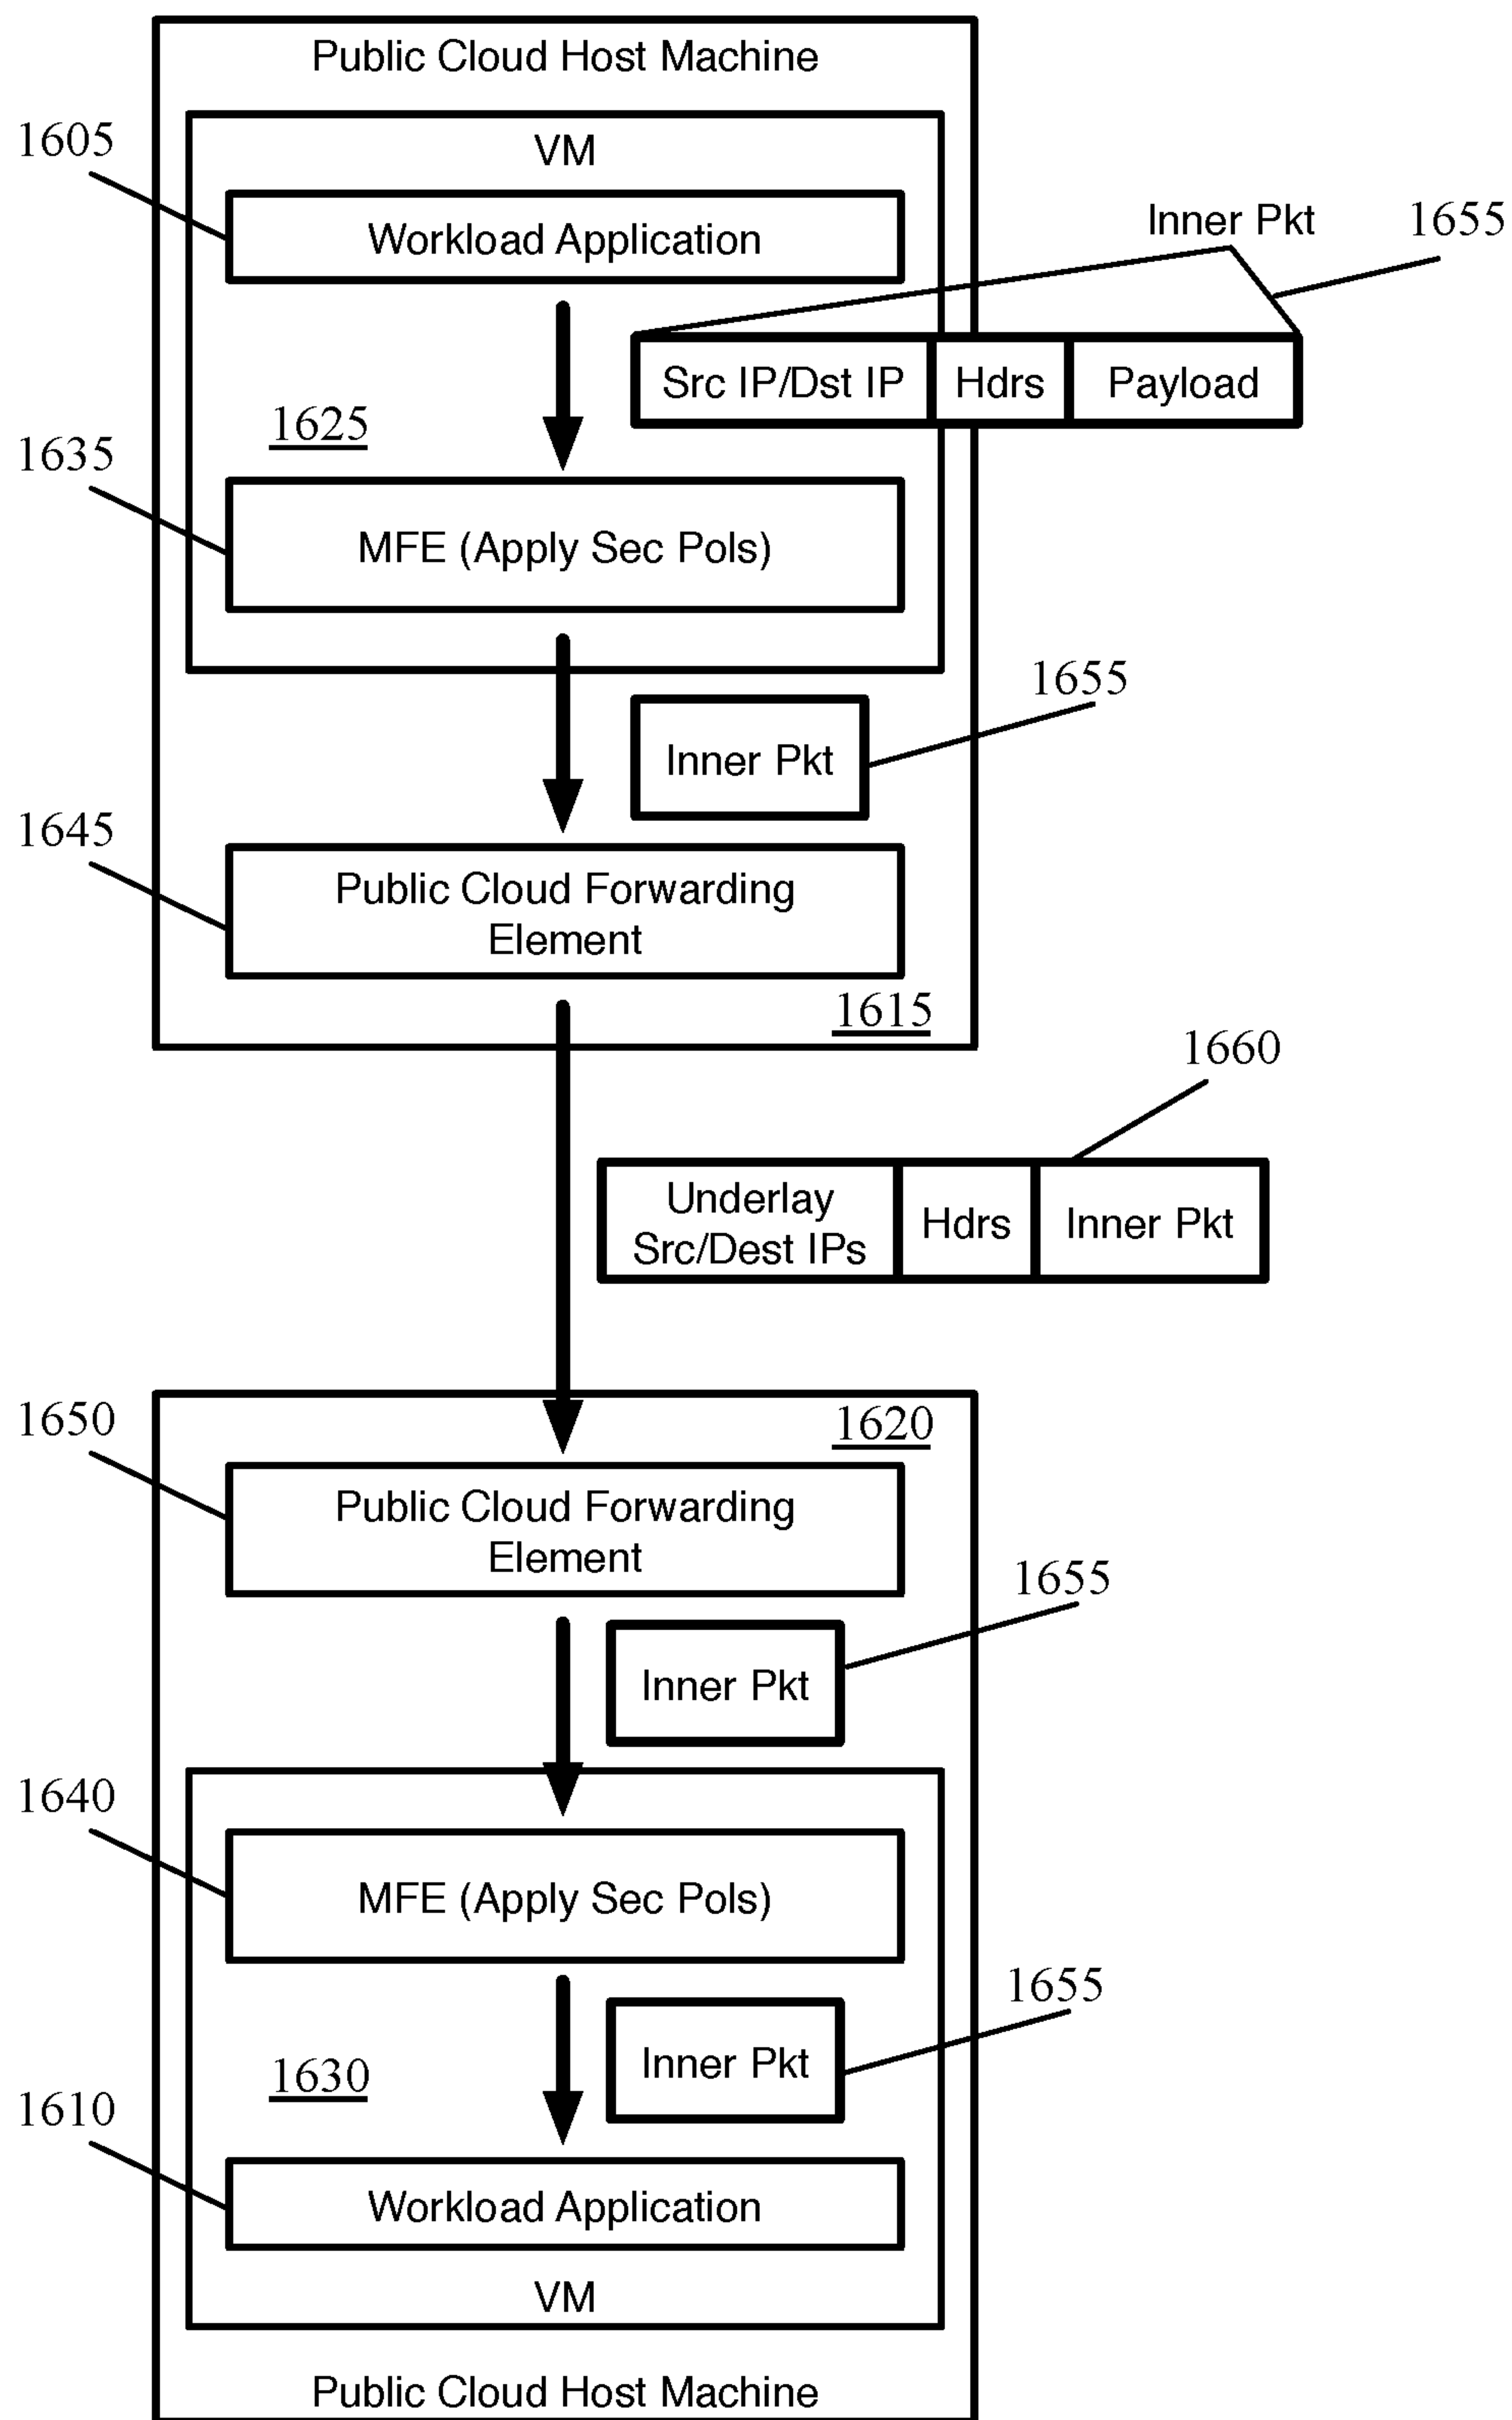 Public Cloud Host Machine
1605
VM
Workload Application
Inner Pkt
1655
Src IP/Dst IP
Hdrs
Payload
1625
1635
MFE (Apply Sec Pols)
1655
Inner Pkt
1645
Public Cloud Forwarding
Element
1615
1660
Underlay
Src/Dest IPs
Hdrs
Inner Pkt
1650
1620
Public Cloud Forwarding
Element
1655
Inner Pkt
1640
MFE (Apply Sec Pols)
1655
Inner Pkt
1630
1610
Workload Application
VM
Public Cloud Host Machine